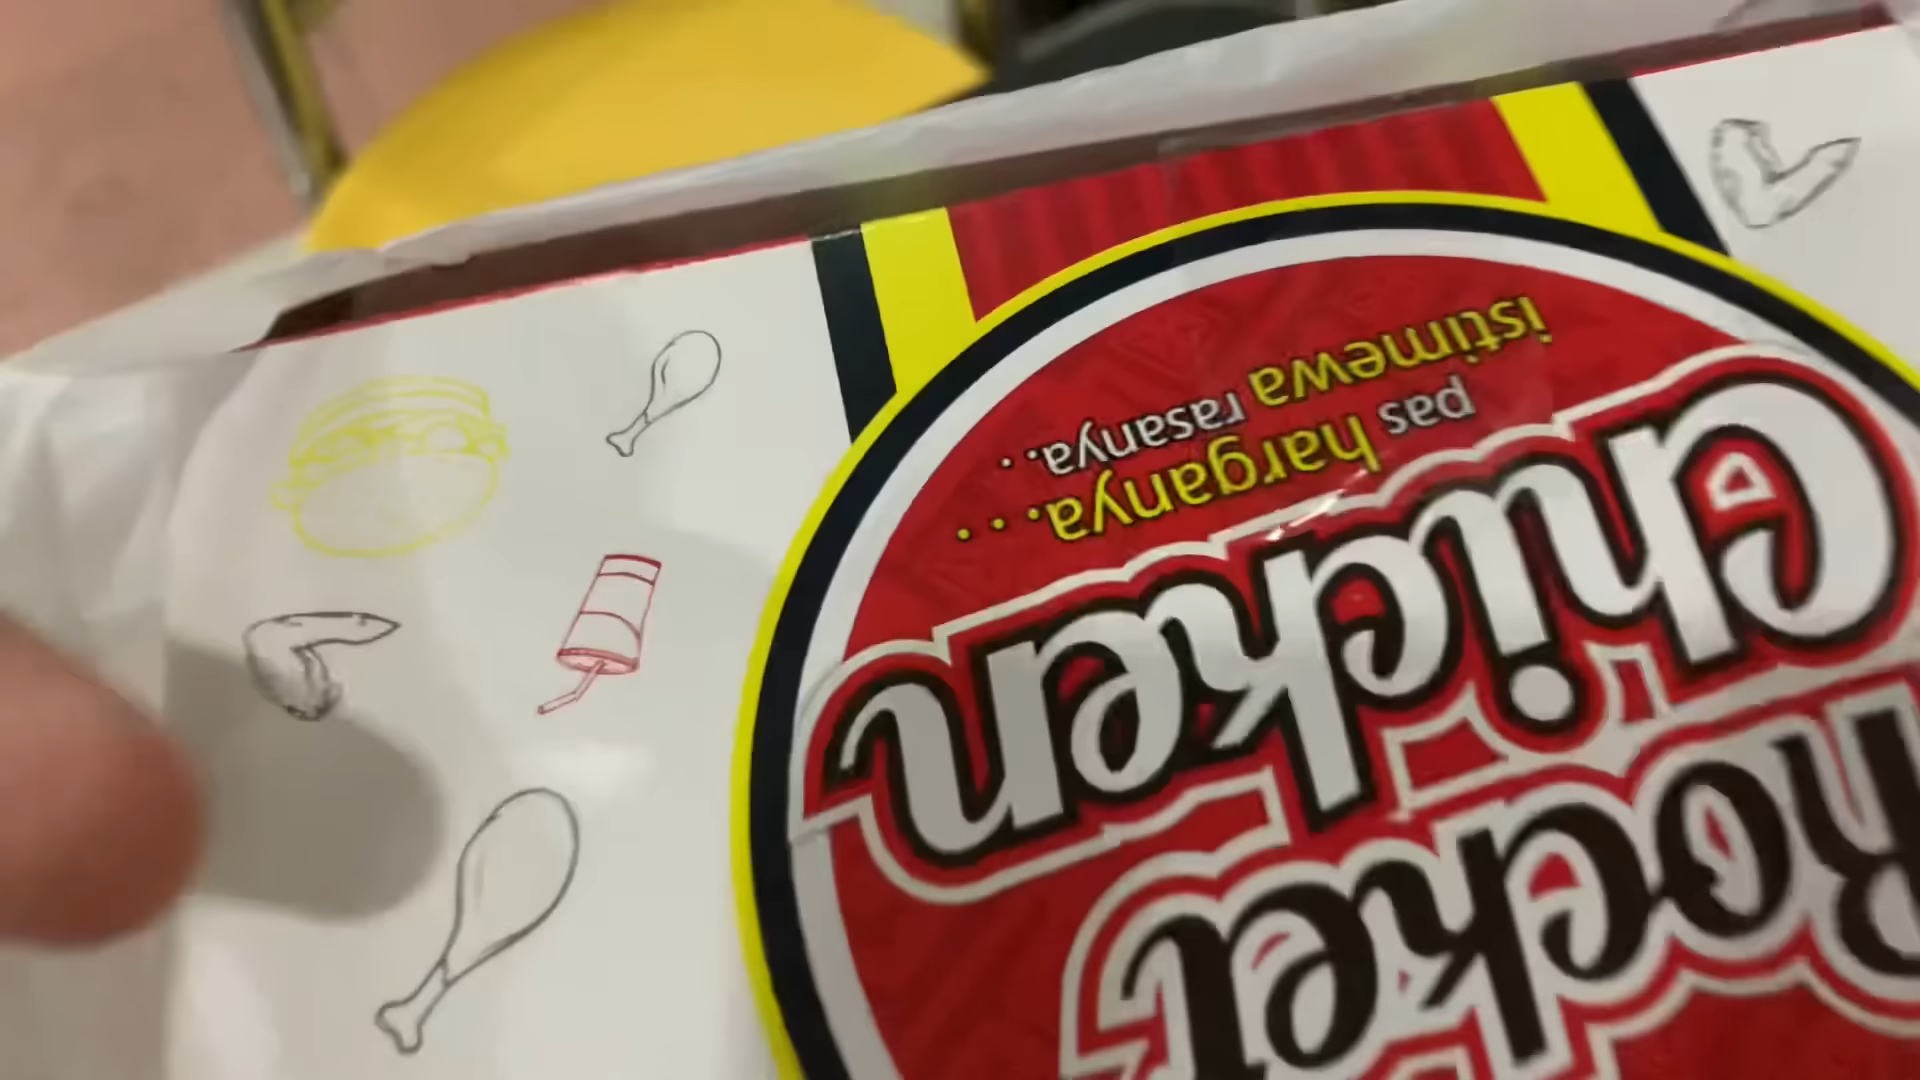 Rocket
Chicken
pas harganya. . . .
istimewa rasanya. . .